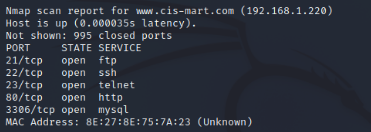 Nmap scan report for www.cis-mart.com (192.168.1.220)
Host is up (0.000035s latency).
Not shown: 995 closed ports
PORT     STATE SERVICE
21/tcp   open  ftp
22/tcp   open  ssh
23/tcp   open  telnet
80/tcp   open  http
3306/tcp open  mysql
MAC Address: 8E:27:8E:75:7A:23 (Unknown)